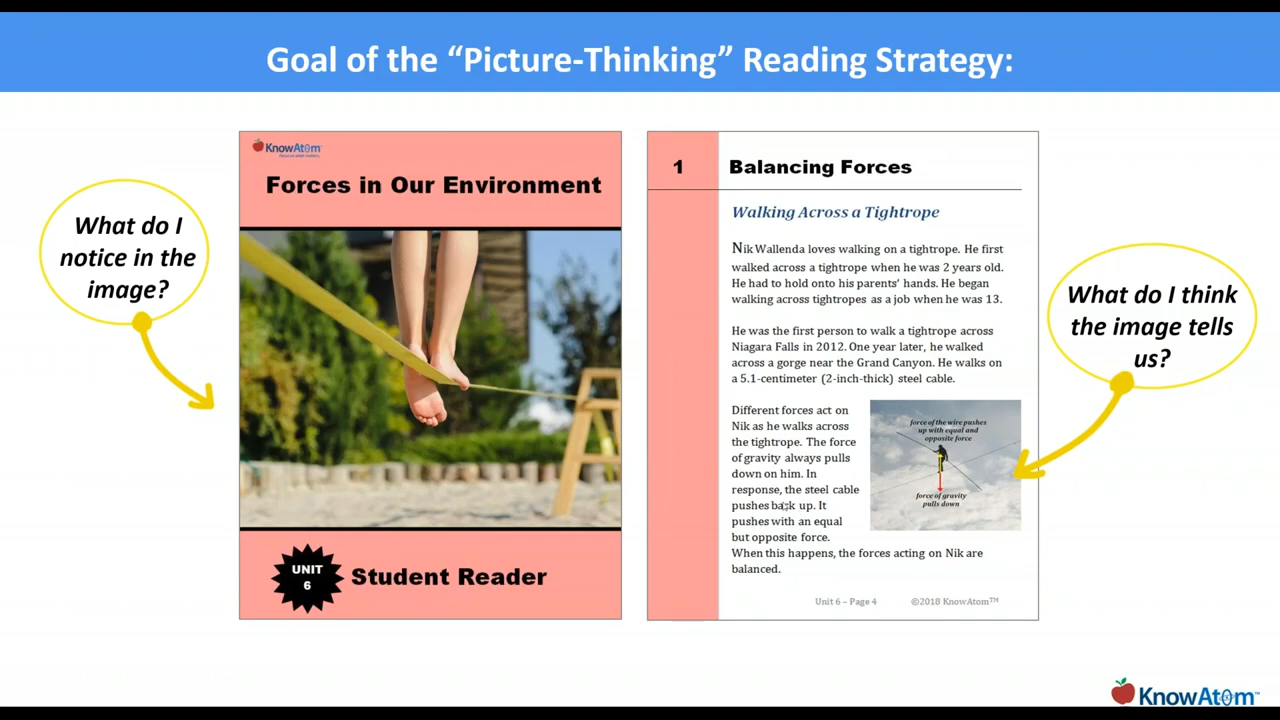 Goal of the “Picture-Thinking” Reading Strategy:
What do I
notice in the
image?
KnowAtom™
Forces in Our Environment
UNIT
6
Student Reader
1
Balancing Forces
Walking Across a Tightrope
Nik Wallenda loves walking on a tightrope. He first
walked across a tightrope when he was 2 years old.
He had to hold onto his parents’ hands. He began
walking across tightropes as a job when he was 13.
He was the first person to walk a tightrope across
Niagara Falls in 2012. One year later, he walked
across a gorge near the Grand Canyon. He walks on
a 5.1-centimeter (2-inch-thick) steel cable.
Different forces act on
Nik as he walks across
the tightrope. The force
of gravity always pulls
down on him. In
response, the steel cable
pushes back up. It
pushes with an equal
but opposite force.
When this happens, the forces acting on Nik are
balanced.
force of the wire pushes
up with equal and
opposite force
force of gravity
pulls down
Unit 6 – Page 4 ©2018 KnowAtom™
What do I think
the image tells
us?
KnowAtom™